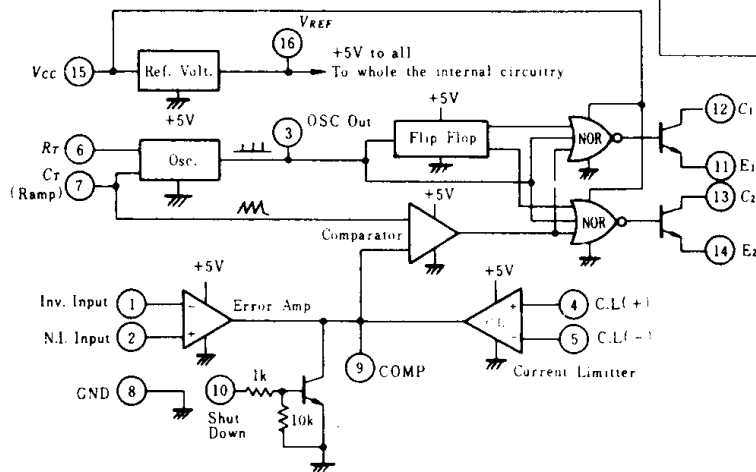 VREF
16
+5V to all
To whole the internal circuitry
Vcc 15
Ref. Volt.
+5V
+5V
12 C1
RT 6
Osc.
3 OSC Out
Flip Flop
NOR
11 E1
CT 7
(Ramp)
+5V
13 C2
Comparator
NOR
14 E2
+5V
+5V
Inv. Input 1
-
Error Amp
+
4 C.L(+)
N.I. Input 2
+
C.L.
-
5 C.L(-)
9 COMP
Current Limitter
GND 8
10
1k
Shut
Down
10k